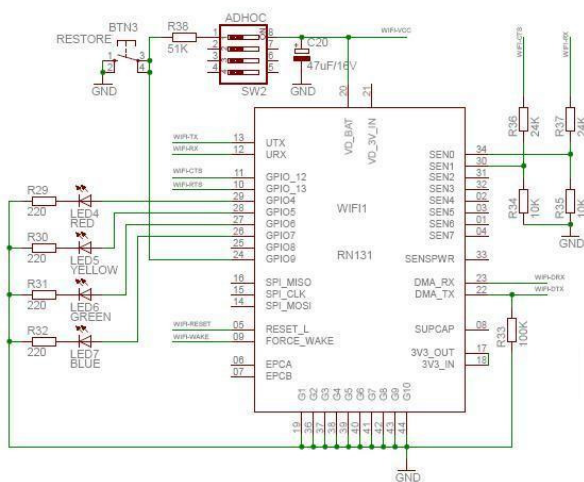 BTN3
RESTORE
1 3
2 4
GND
R38
51K
ADHOC
ON
1 8
2 7
3 6
4 5
SW2
C20
47uF/16V
GND
WIFI-VCC
20
21
VD_BAT
VD_3V_IN
WIFI-CTS
WIFI-RX
R36
24K
R37
24K
R34
10K
R35
10K
GND
WIFI-TX 13 UTX
WIFI-RX 12 URX
WIFI-CTS 11 GPIO_12
WIFI-RTS 10 GPIO_13
29 GPIO4
28 GPIO5
27 GPIO6
26 GPIO7
25 GPIO8
24 GPIO9
16 SPI_MISO
15 SPI_CLK
14 SPI_MOSI
WIFI-RESET 05 RESET_L
WIFI-WAKE 09 FORCE_WAKE
06 EPCA
07 EPCB
WIFI1
RN131
SEN0 34
SEN1 30
SEN2 31
SEN3 32
SEN4 02
SEN5 03
SEN6 01
SEN7 04
SENSPWR 33
DMA_RX 23 WIFI-DRX
DMA_TX 22 WIFI-DTX
SUPCAP 08
3V3_OUT 17
3V3_IN 18
R33
100K
R29
220
LED4
RED
R30
220
LED5
YELLOW
R31
220
LED6
GREEN
R32
220
LED7
BLUE
G1 G2 G3 G4 G5 G6 G7 G8 G9 G10
19 36 37 38 39 40 41 42 43 44
GND